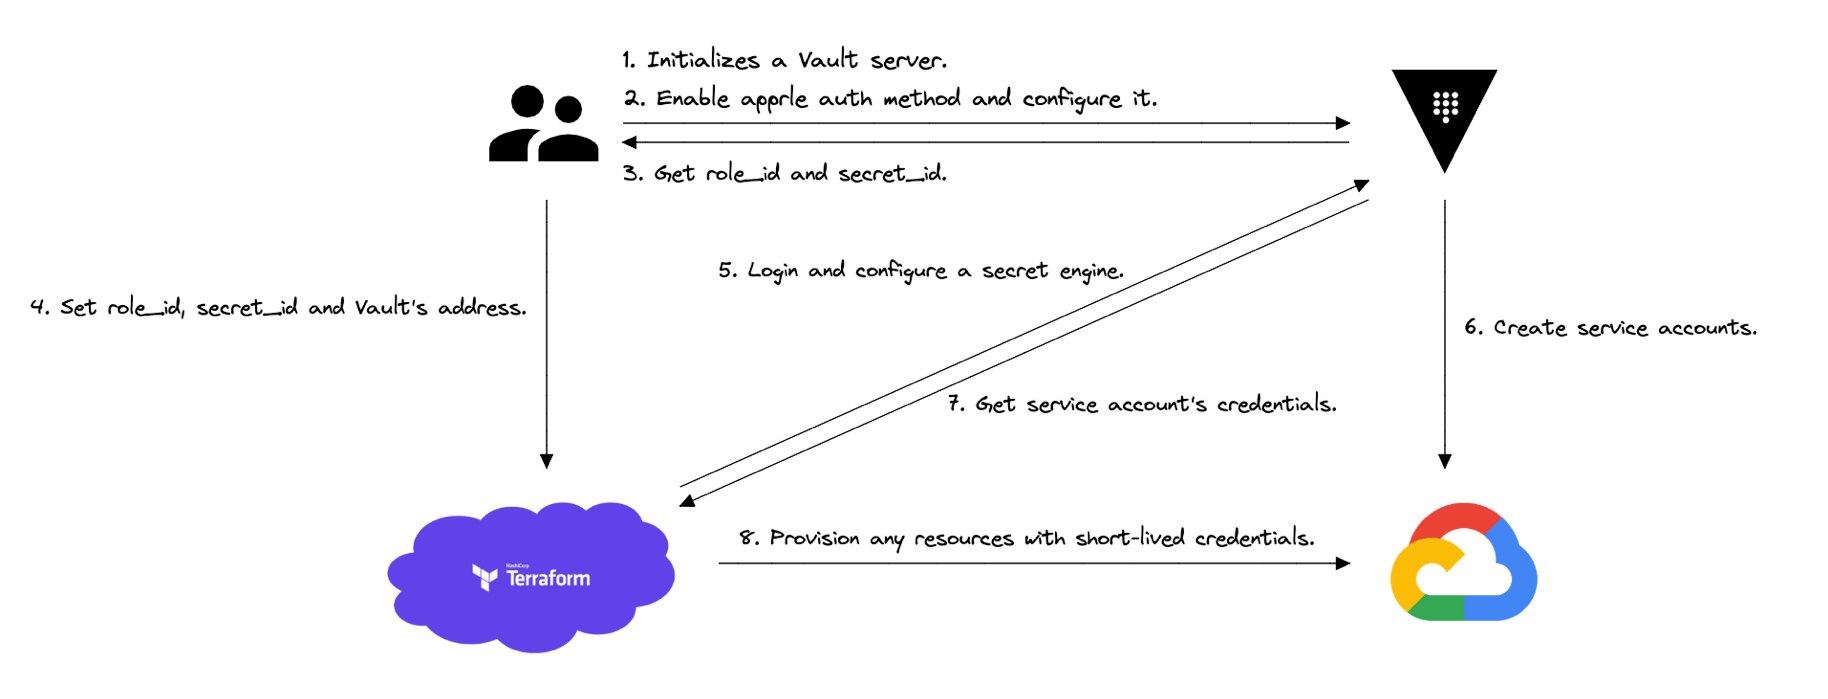 1. Initializes a Vault server.
2. Enable apprle auth method and configure it.
3. Get role_id and secret_id.
5. Login and configure a secret engine.
4. Set role_id, secret_id and Vault's address.
6. Create service accounts.
7. Get service account's credentials.
8. Provision any resources with short-lived credentials.
HashiCorp
Terraform